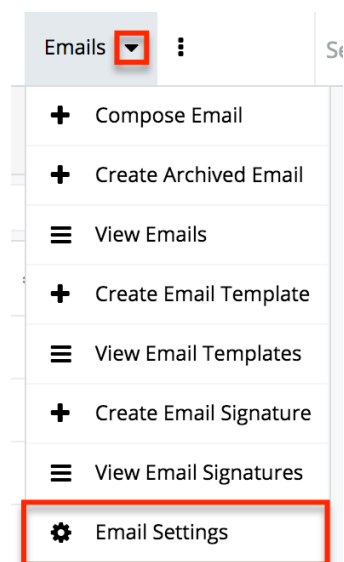 Emails
Se
Compose Email
Create Archived Email
View Emails
Create Email Template
View Email Templates
Create Email Signature
View Email Signatures
Email Settings